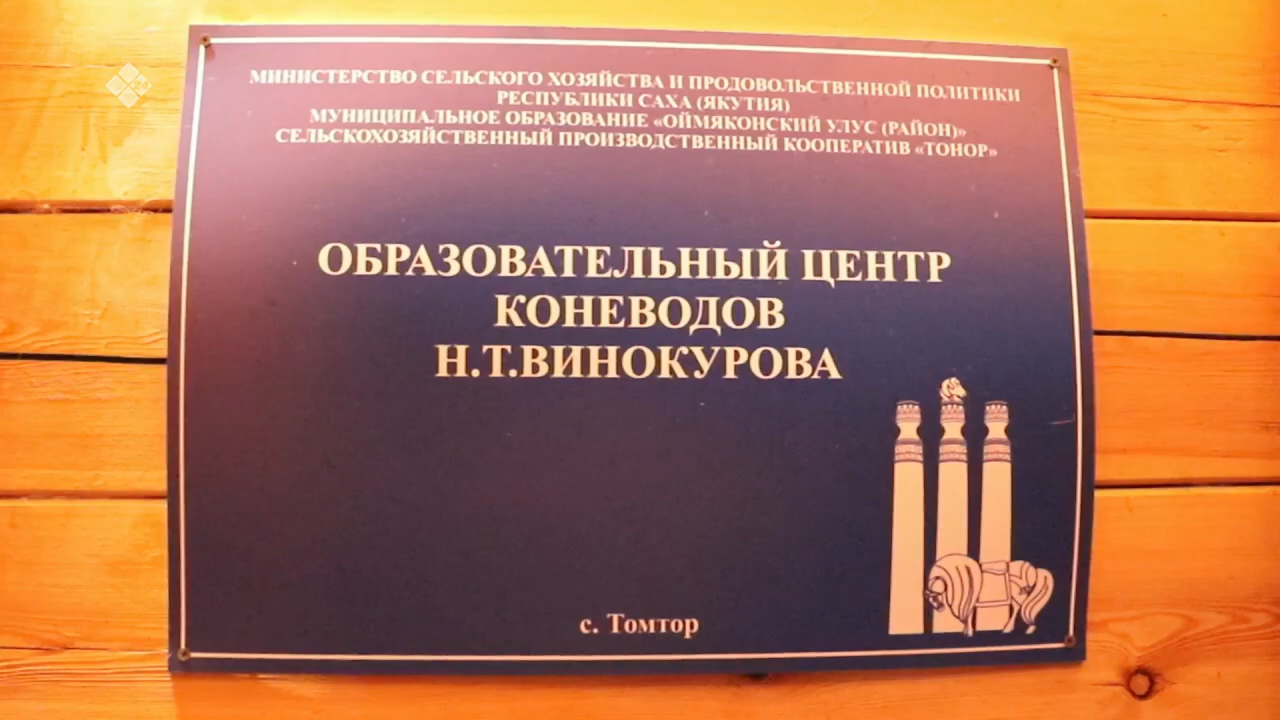 МИНИСТЕРСТВО СЕЛЬСКОГО ХОЗЯЙСТВА И ПРОДОВОЛЬСТВЕННОЙ ПОЛИТИКИ
РЕСПУБЛИКИ САХА (ЯКУТИЯ)
МУНИЦИПАЛЬНОЕ ОБРАЗОВАНИЕ «ОЙМЯКОНСКИЙ УЛУС (РАЙОН)»
СЕЛЬСКОХОЗЯЙСТВЕННЫЙ ПРОИЗВОДСТВЕННЫЙ КООПЕРАТИВ «ТОНОР»
ОБРАЗОВАТЕЛЬНЫЙ ЦЕНТР
КОНЕВОДОВ
Н.Т.ВИНОКУРОВА
с. Томтор
24